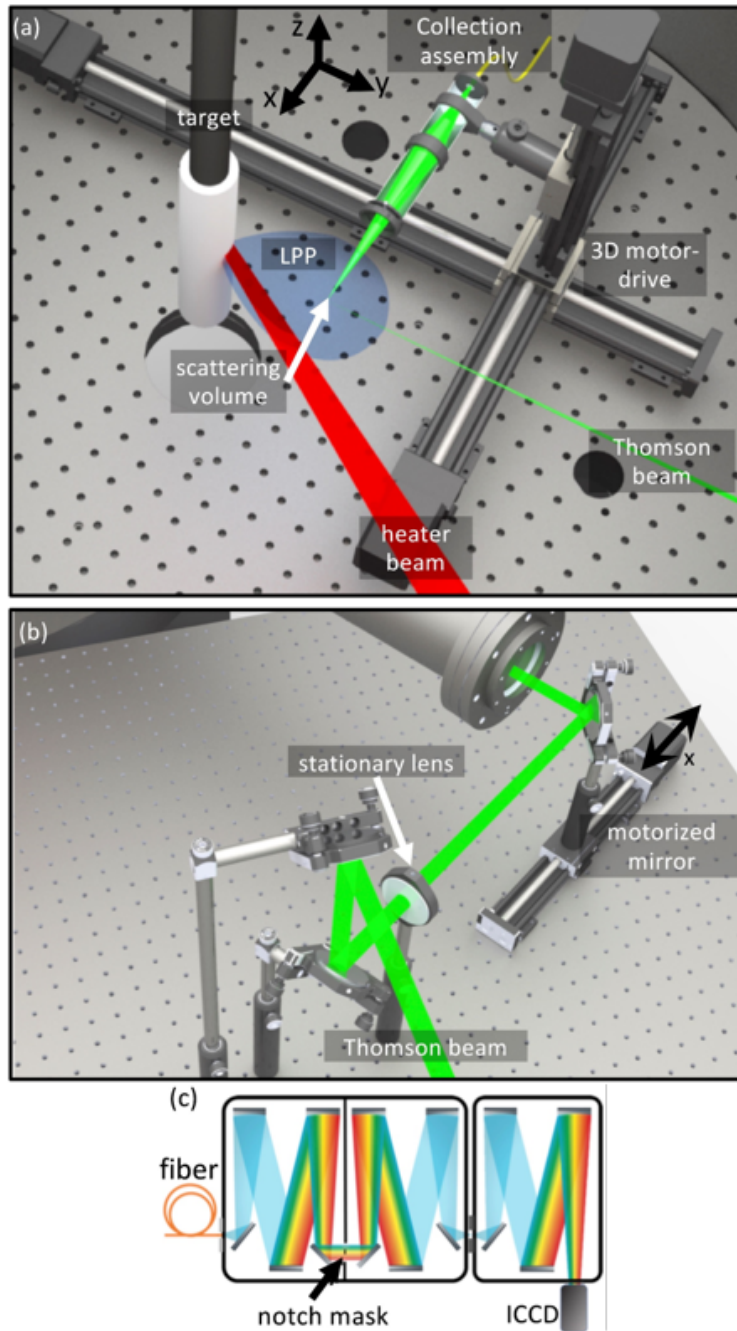 (a)
Collection
assembly
z
x
y
target
LPP
3D motor-
drive
scattering
volume
Thomson
beam
heater
beam
(b)
stationary lens
x
motorized
mirror
Thomson beam
(c)
fiber
notch mask
ICCD